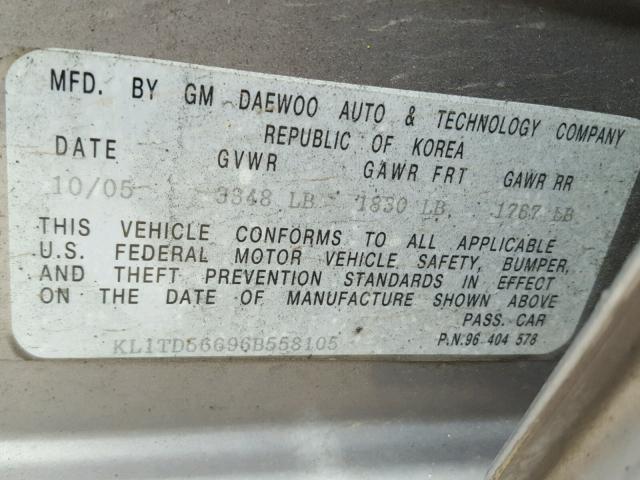 MFD. BY GM DAEWOO AUTO & TECHNOLOGY COMPANY
REPUBLIC OF KOREA
DATE GVWR GAWR FRT GAWR RR
10/05 3348 LB 1830 LB 1767 LB
THIS VEHICLE CONFORMS TO ALL APPLICABLE
U.S. FEDERAL MOTOR VEHICLE SAFETY, BUMPER,
AND THEFT PREVENTION STANDARDS IN EFFECT
ON THE DATE OF MANUFACTURE SHOWN ABOVE
PASS. CAR
KL1TD56696B558105 P.N.96 404 578